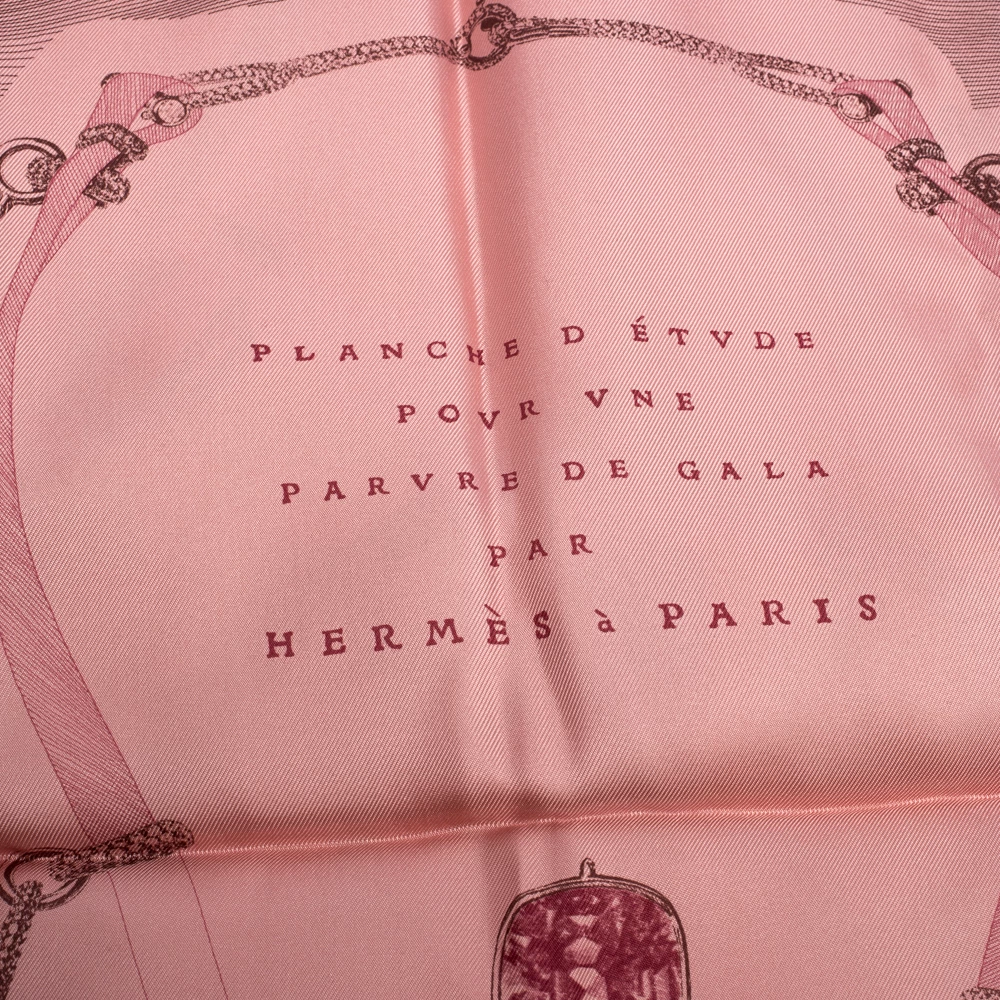 PLANCHE D ÉTVDE
POVR VNE
PARVRE DE GALA
PAR
HERMÈS à PARIS